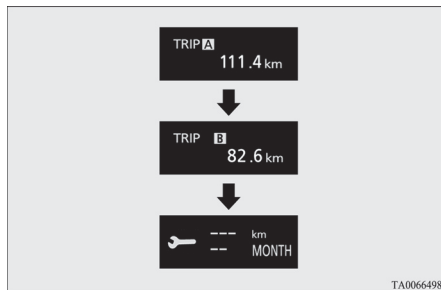 TRIP A
111.4 km
TRIP B
82.6 km
--- km
-- MONTH
TA0066498